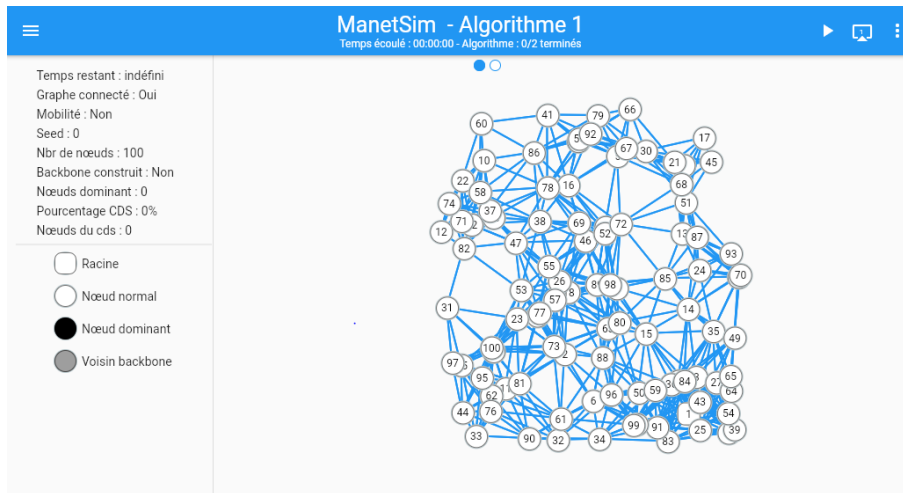 ManetSim - Algorithme 1
Temps écoulé : 00:00:00 - Algorithme : 0/2 terminés
1
Temps restant : indéfini
Graphe connecté : Oui
Mobilité : Non
Seed : 0
Nbr de nœuds : 100
Backbone construit : Non
Nœuds dominant : 0
Pourcentage CDS : 0%
Nœuds du cds : 0
Racine
Nœud normal
Nœud dominant
Voisin backbone
60 41 79 66
92 17
86 67 30
10 21 45
22 58 78 16 68
74 37 51
71 38 69
12 52 72 87
82 47 46 93
55 24 70
26 85
53 98
57
31 14
23 77 80
15 35 49
100 73
97 88
95 81 84 65
62 96 50 59 64
44 76 6 43
61 1 54
99 91 25 39
33 90 32 34 83